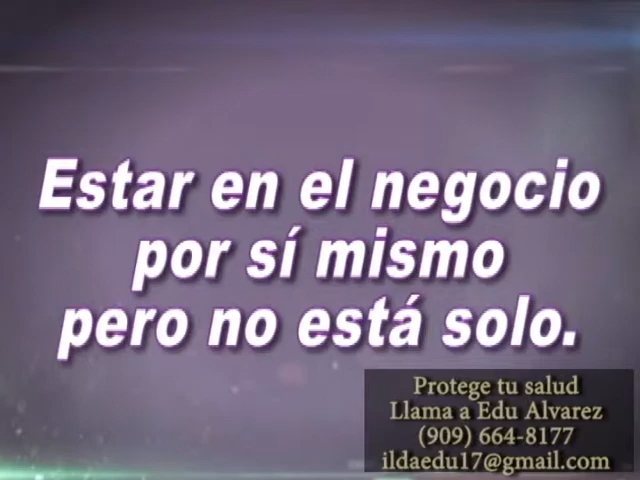 Estar en el negocio
por sí mismo
pero no está solo.
Protege tu salud
Llama a Edu Alvarez
(909) 664-8177
ildaedu17@gmail.com